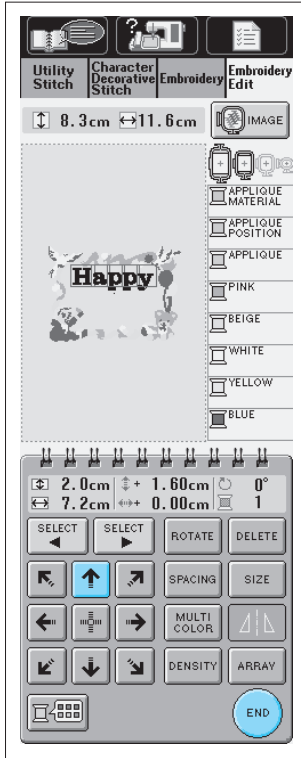 Utility Stitch
Character Decorative Stitch
Embroidery
Embroidery Edit
8.3cm 11.6cm
IMAGE
APPLIQUE MATERIAL
APPLIQUE POSITION
APPLIQUE
Happy
PINK
BEIGE
WHITE
YELLOW
BLUE
2.0cm + 1.60cm 0°
7.2cm + 0.00cm 1
SELECT SELECT ROTATE DELETE
SPACING SIZE
MULTI COLOR
DENSITY ARRAY
END